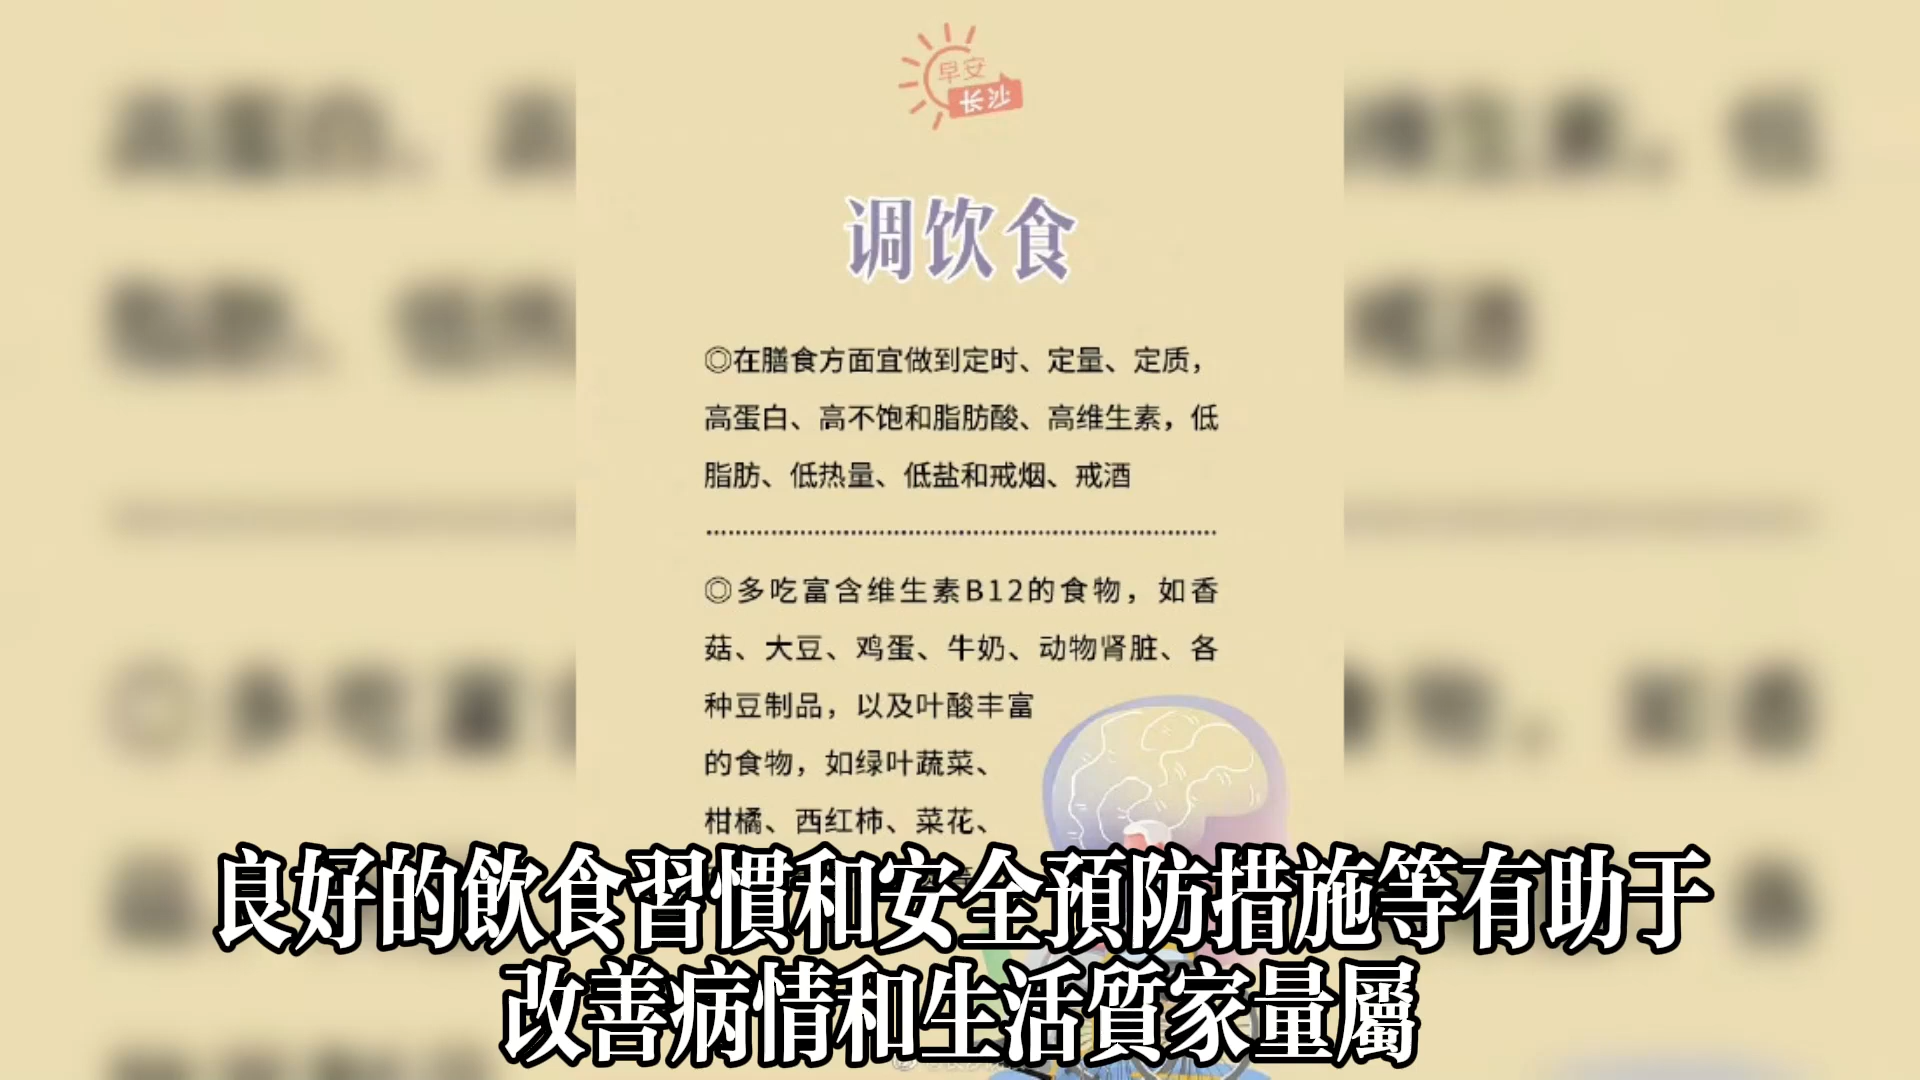 早安
长沙
调饮食
◎在膳食方面宜做到定时、定量、定质，
高蛋白、高不饱和脂肪酸、高维生素，低
脂肪、低热量、低盐和戒烟、戒酒
◎多吃富含维生素B12的食物，如香
菇、大豆、鸡蛋、牛奶、动物肾脏、各
种豆制品，以及叶酸丰富
的食物，如绿叶蔬菜、
柑橘、西红柿、菜花、
良好的飲食習慣和安全預防措施等有助于
改善病情和生活質家量屬